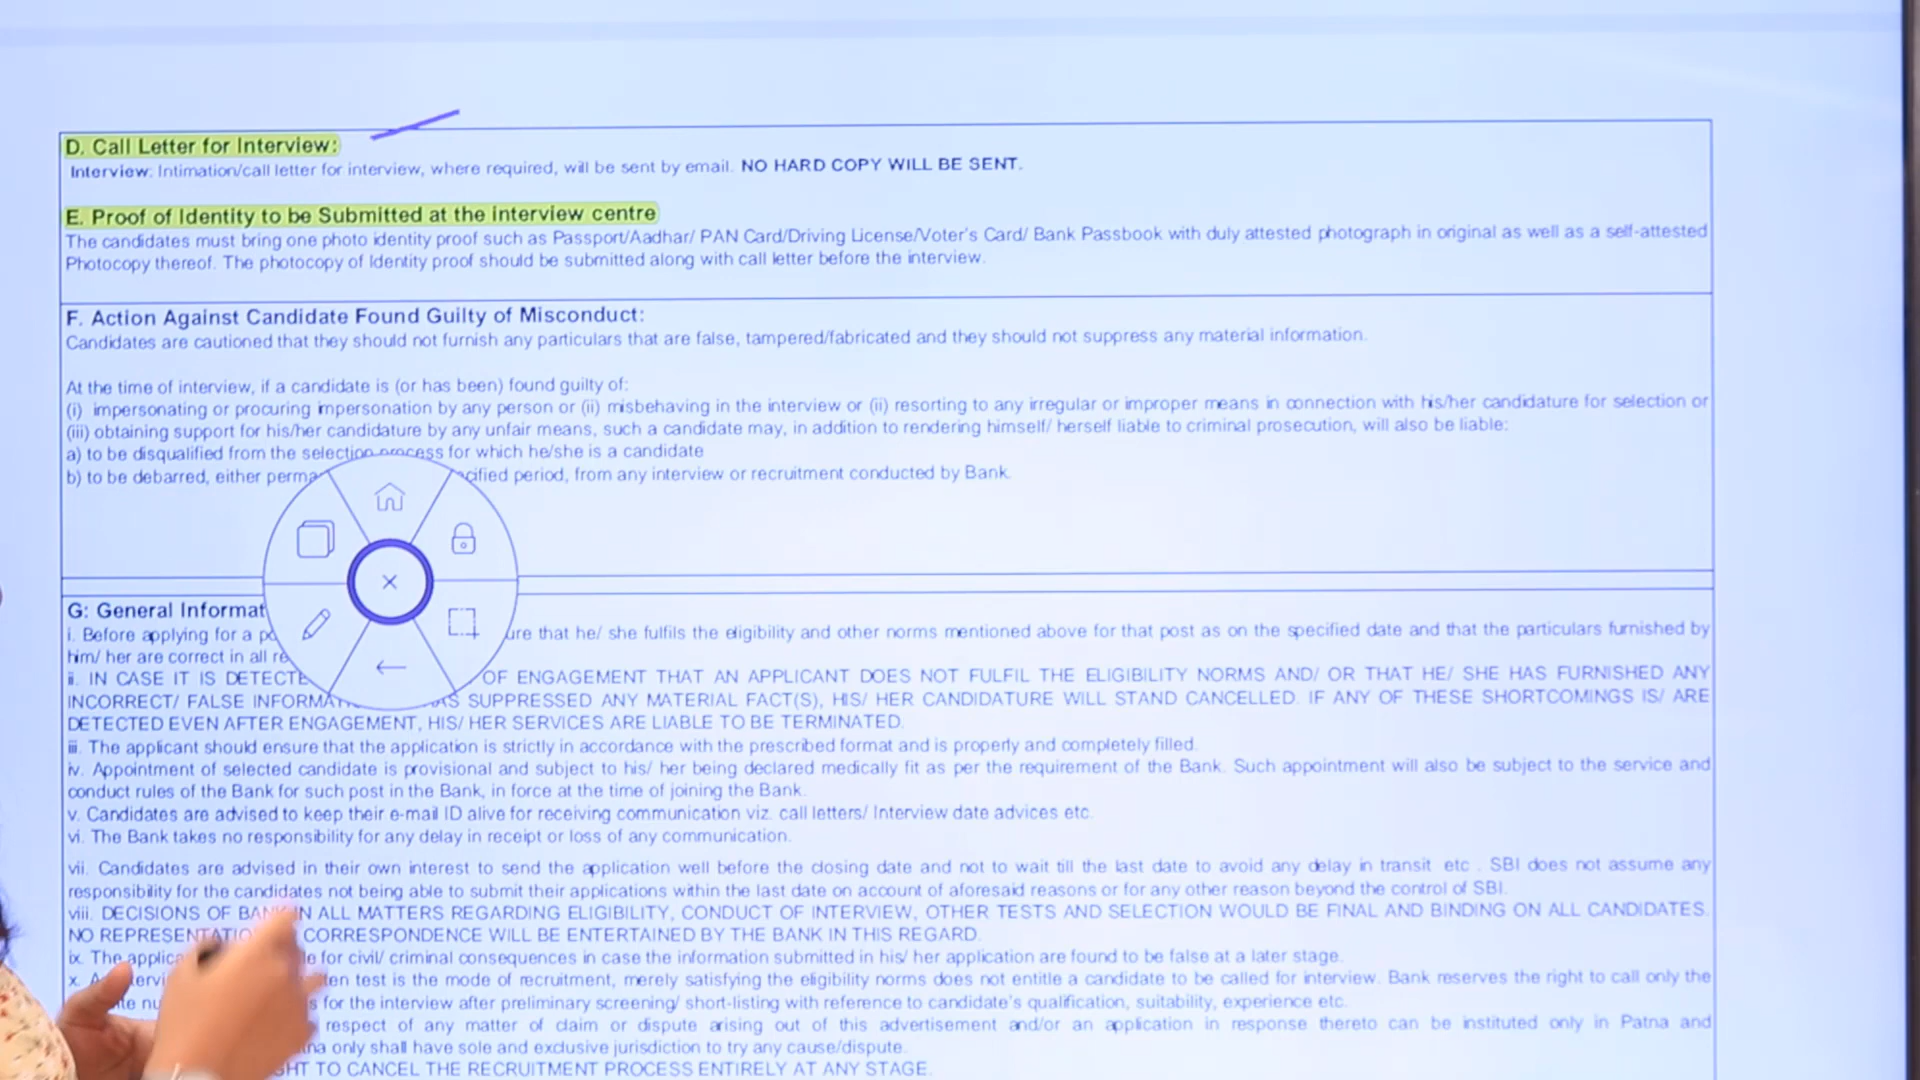 D. Call Letter for Interview:
Interview: Intimation/call letter for interview, where required, will be sent by email. NO HARD COPY WILL BE SENT.
E. Proof of Identity to be Submitted at the interview centre
The candidates must bring one photo identity proof such as Passport/Aadhar/ PAN Card/Driving License/Voter's Card/ Bank Passbook with duly attested photograph in original as well as a self-attested
Photocopy thereof. The photocopy of Identity proof should be submitted along with call letter before the interview.
F. Action Against Candidate Found Guilty of Misconduct:
Candidates are cautioned that they should not furnish any particulars that are false, tampered/fabricated and they should not suppress any material information.
At the time of interview, if a candidate is (or has been) found guilty of:
(i) impersonating or procuring impersonation by any person or (ii) misbehaving in the interview or (ii) resorting to any irregular or improper means in connection with his/her candidature for selection or
(iii) obtaining support for his/her candidature by any unfair means, such a candidate may, in addition to rendering himself/ herself liable to criminal prosecution, will also be liable:
a) to be disqualified from the selection process for which he/she is a candidate
b) to be debarred, either period, from any interview or recruitment conducted by Bank.
G: General
i. Before applying for a that he/ she fulfils the eligibility and other norms mentioned above for that post as on the specified date and that the particulars furnished by
him/ her are correct in all
ii. IN CASE IT IS OF ENGAGEMENT THAT AN APPLICANT DOES NOT FULFIL THE ELIGIBILITY NORMS AND/ OR THAT HE/ SHE HAS FURNISHED ANY
INCORRECT/ FALSE SUPPRESSED ANY MATERIAL FACT(S), HIS/ HER CANDIDATURE WILL STAND CANCELLED. IF ANY OF THESE SHORTCOMINGS IS/ ARE
DETECTED EVEN AFTER ENGAGEMENT, HIS/ HER SERVICES ARE LIABLE TO BE TERMINATED.
iii. The applicant should ensure that the application is strictly in accordance with the prescribed format and is properly and completely filled.
iv. Appointment of selected candidate is provisional and subject to his/ her being declared medically fit as per the requirement of the Bank. Such appointment will also be subject to the service and
conduct rules of the Bank for such post in the Bank, in force at the time of joining the Bank.
v. Candidates are advised to keep their e-mail ID alive for receiving communication viz. call letters/ Interview date advices etc.
vi. The Bank takes no responsibility for any delay in receipt or loss of any communication.
vii. Candidates are advised in their own interest to send the application well before the closing date and not to wait till the last date to avoid any delay in transit etc . SBI does not assume any
responsibility for the candidates not being able to submit their applications within the last date on account of aforesaid reasons or for any other reason beyond the control of SBI.
viii. DECISIONS OF BANK IN ALL MATTERS REGARDING ELIGIBILITY, CONDUCT OF INTERVIEW, OTHER TESTS AND SELECTION WOULD BE FINAL AND BINDING ON ALL CANDIDATES.
NO CORRESPONDENCE WILL BE ENTERTAINED BY THE BANK IN THIS REGARD.
ix. The for civil/ criminal consequences in case the information submitted in his/ her application are found to be false at a later stage.
x. test is the mode of recruitment, merely satisfying the eligibility norms does not entitle a candidate to be called for interview. Bank reserves the right to call only the
for the interview after preliminary screening/ short-listing with reference to candidate's qualification, suitability, experience etc.
respect of any matter of claim or dispute arising out of this advertisement and/or an application in response thereto can be instituted only in Patna and
only shall have sole and exclusive jurisdiction to try any cause/dispute.
TO CANCEL THE RECRUITMENT PROCESS ENTIRELY AT ANY STAGE.